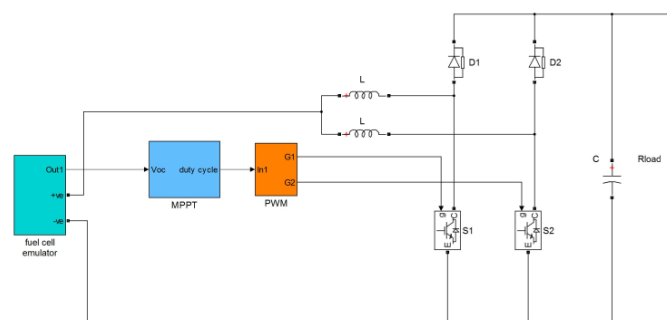 D1
D2
L
L
C
Rload
Out1
+ve
-ve
fuel cell
emulator
Voc
duty cycle
MPPT
In1
G1
G2
PWM
g
C
E
S1
g
C
E
S2